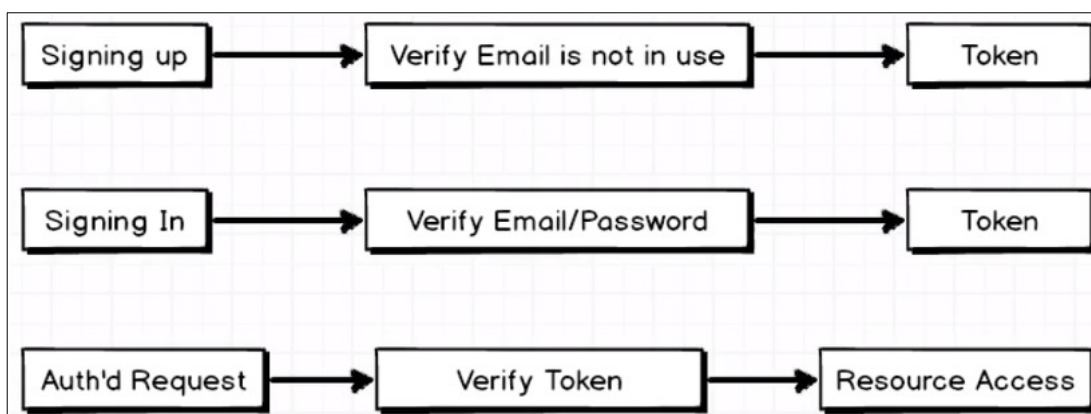 Signing up
Verify Email is not in use
Token
Signing In
Verify Email/Password
Token
Auth'd Request
Verify Token
Resource Access